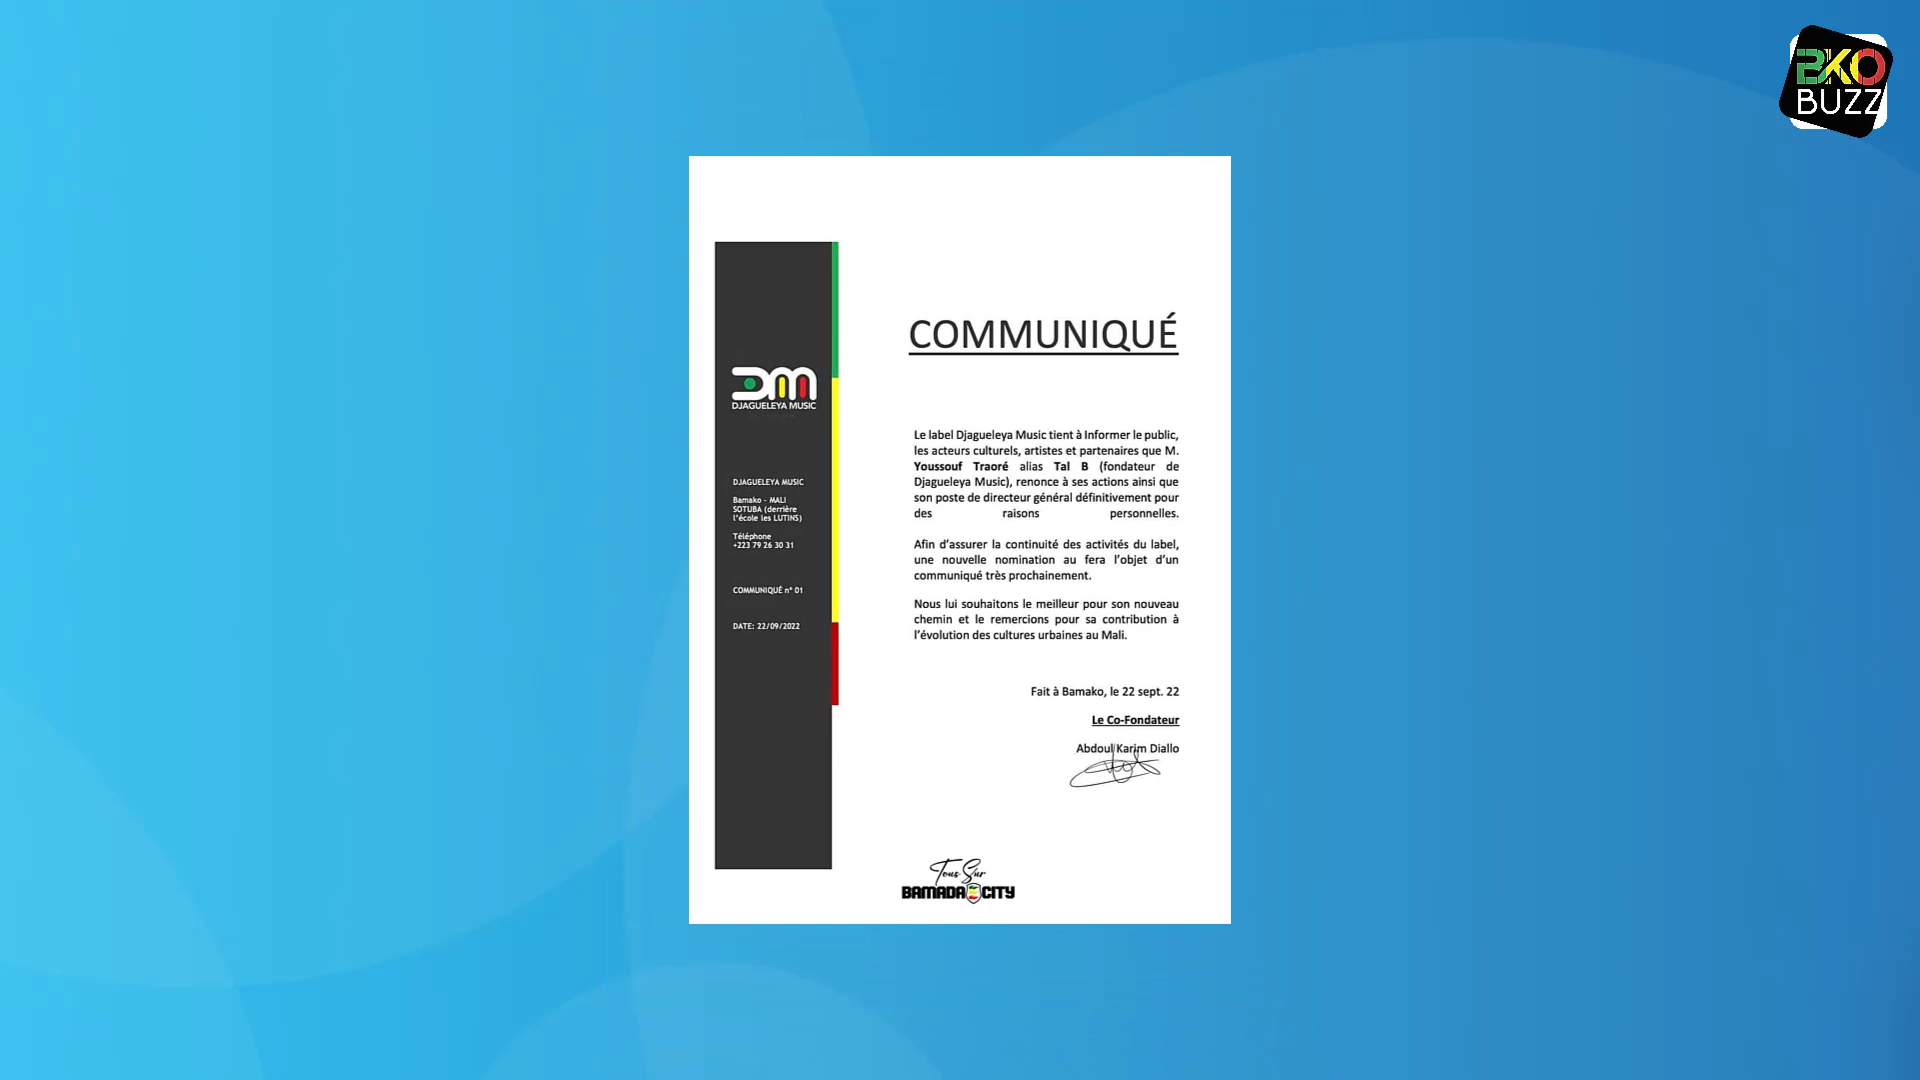 BKO
BUZZ
COMMUNIQUÉ
DJAGUELEYA MUSIC
DJAGUELEYA MUSIC
Bamako - MALI
SOTUBA (derrière
l'école les LUTINS)
Téléphone
+223 79 26 30 31
COMMUNIQUÉ n° 01
DATE: 22/09/2022
Le label Djagueleya Music tient à Informer le public,
les acteurs culturels, artistes et partenaires que M.
Youssouf Traoré alias Tal B (fondateur de
Djagueleya Music), renonce à ses actions ainsi que
son poste de directeur général définitivement pour
des raisons personnelles.
Afin d'assurer la continuité des activités du label,
une nouvelle nomination au fera l'objet d'un
communiqué très prochainement.
Nous lui souhaitons le meilleur pour son nouveau
chemin et le remercions pour sa contribution à
l'évolution des cultures urbaines au Mali.
Fait à Bamako, le 22 sept. 22
Le Co-Fondateur
Abdoul Karim Diallo
Tous Sur
BAMADA CITY